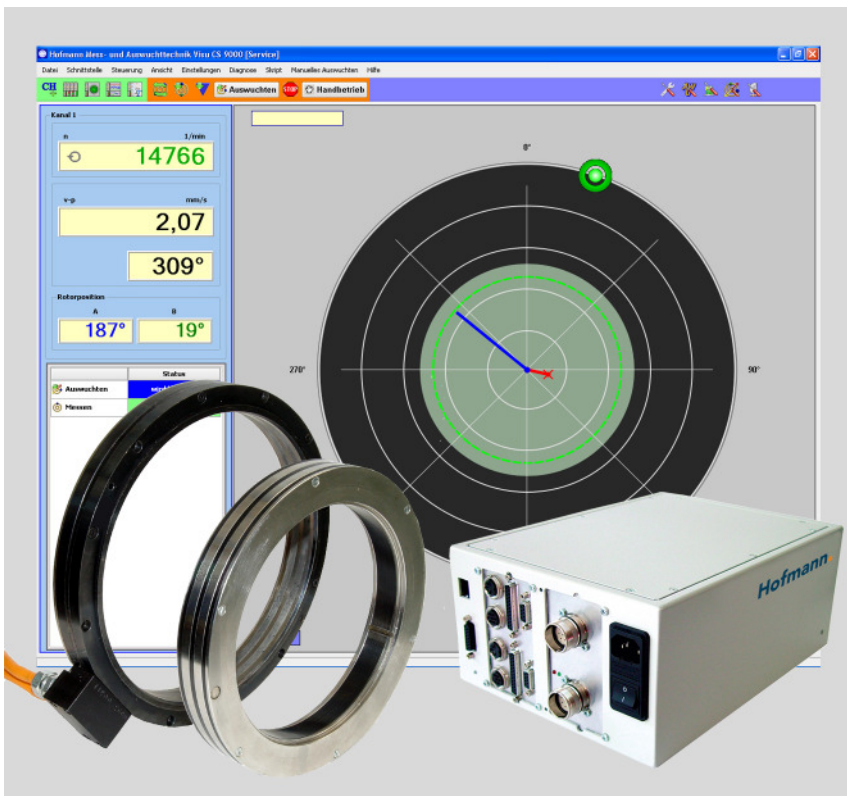 Hofmann Mess- und Auswuchttechnik Visu CS 9000 [Service]
Datei Schnittstelle Steuerung Ansicht Einstellungen Diagnose Skript Manuelles Auswuchten Hilfe
CH Auswuchten STOP Handbetrieb
Kanal 1
n 1/min
14766
v-p mm/s
2,07
309°
Rotorposition
A B
187° 19°
Status
Auswuchten
Messen
0°
270°
90°
Hofmann